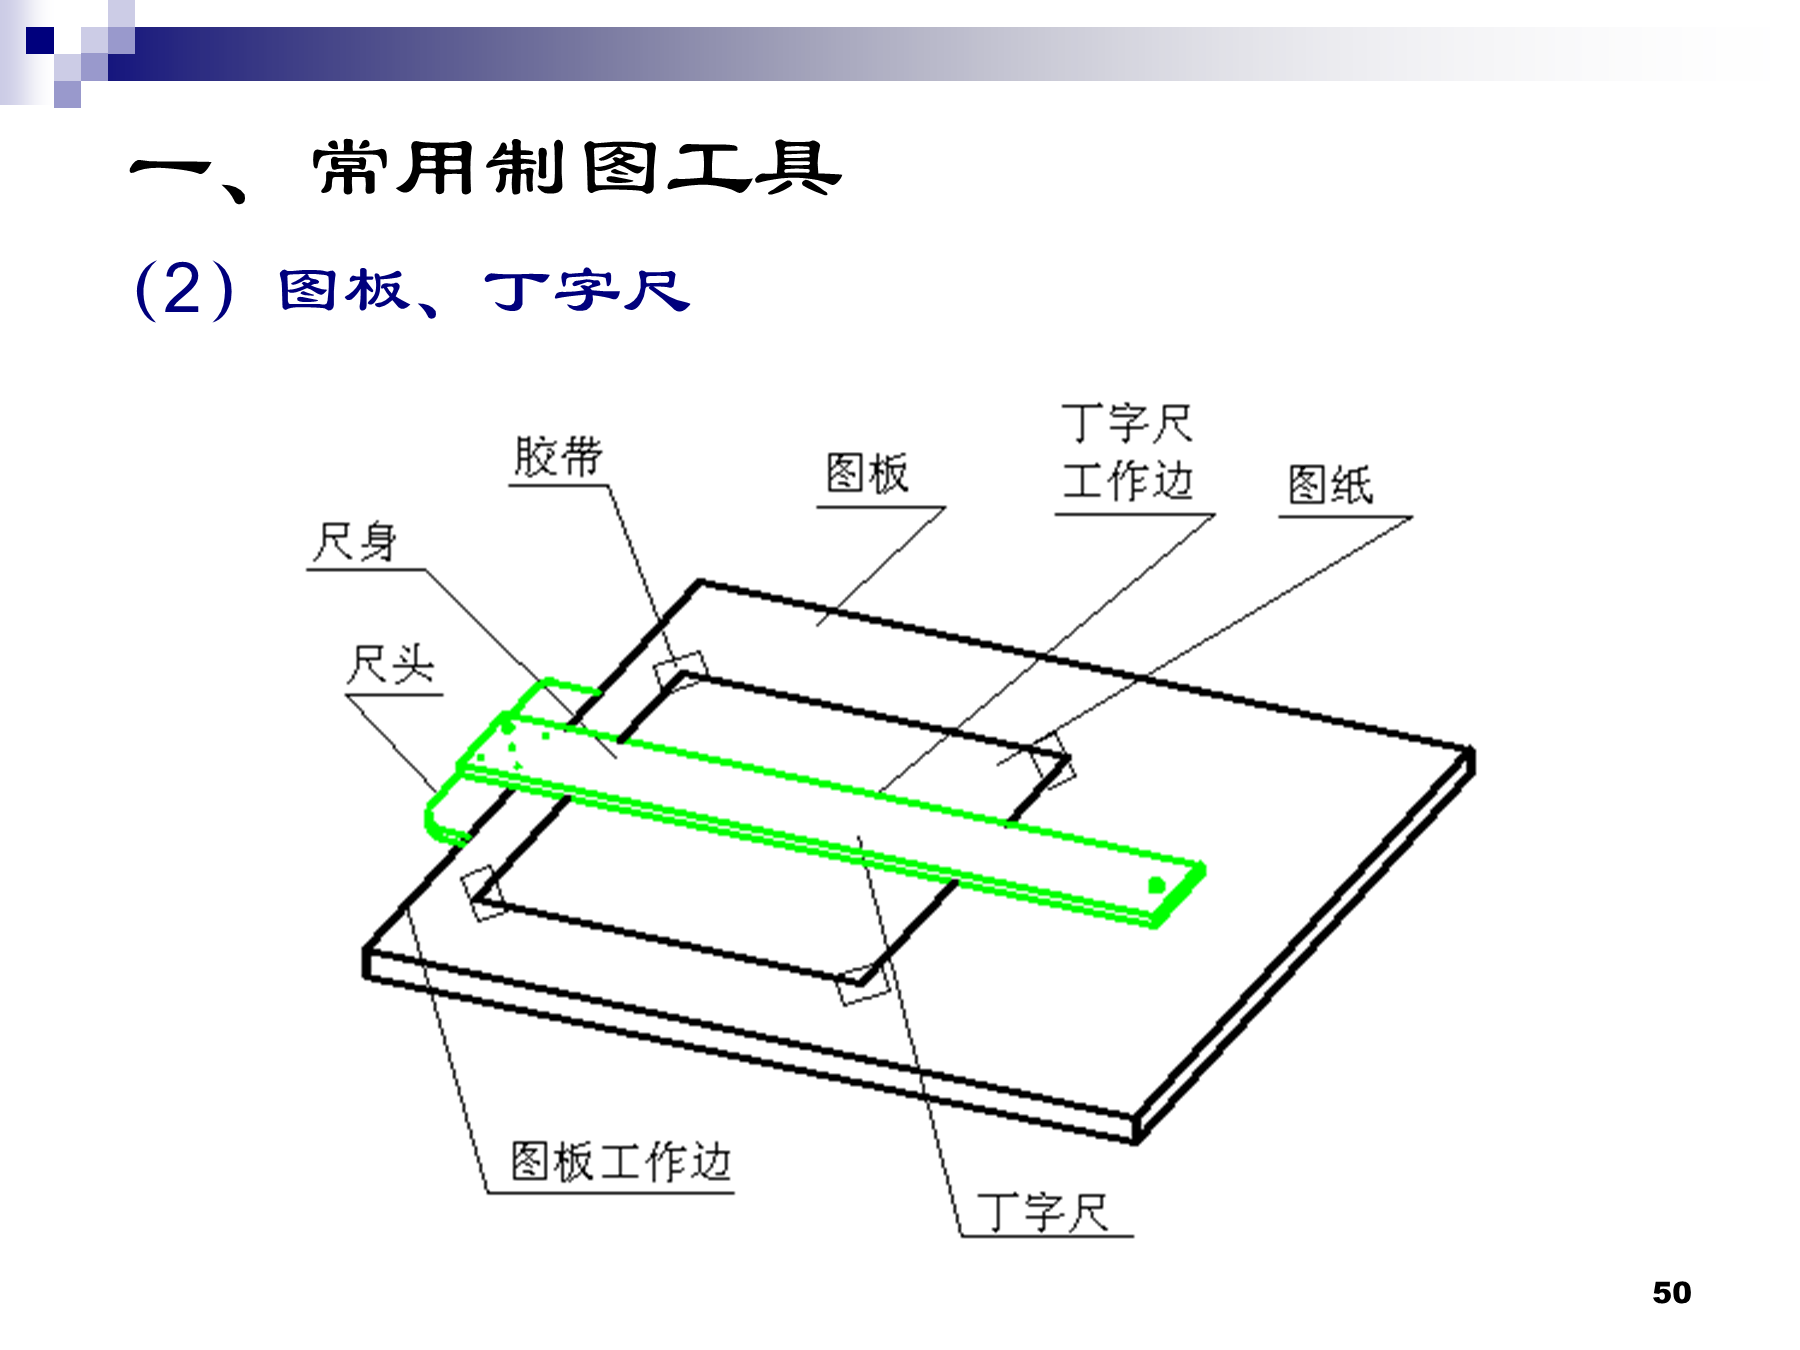 一、常用制图工具
(2) 图板、丁字尺
丁字尺
工作边
胶带
图板
图纸
尺身
尺头
图板工作边
丁字尺
50